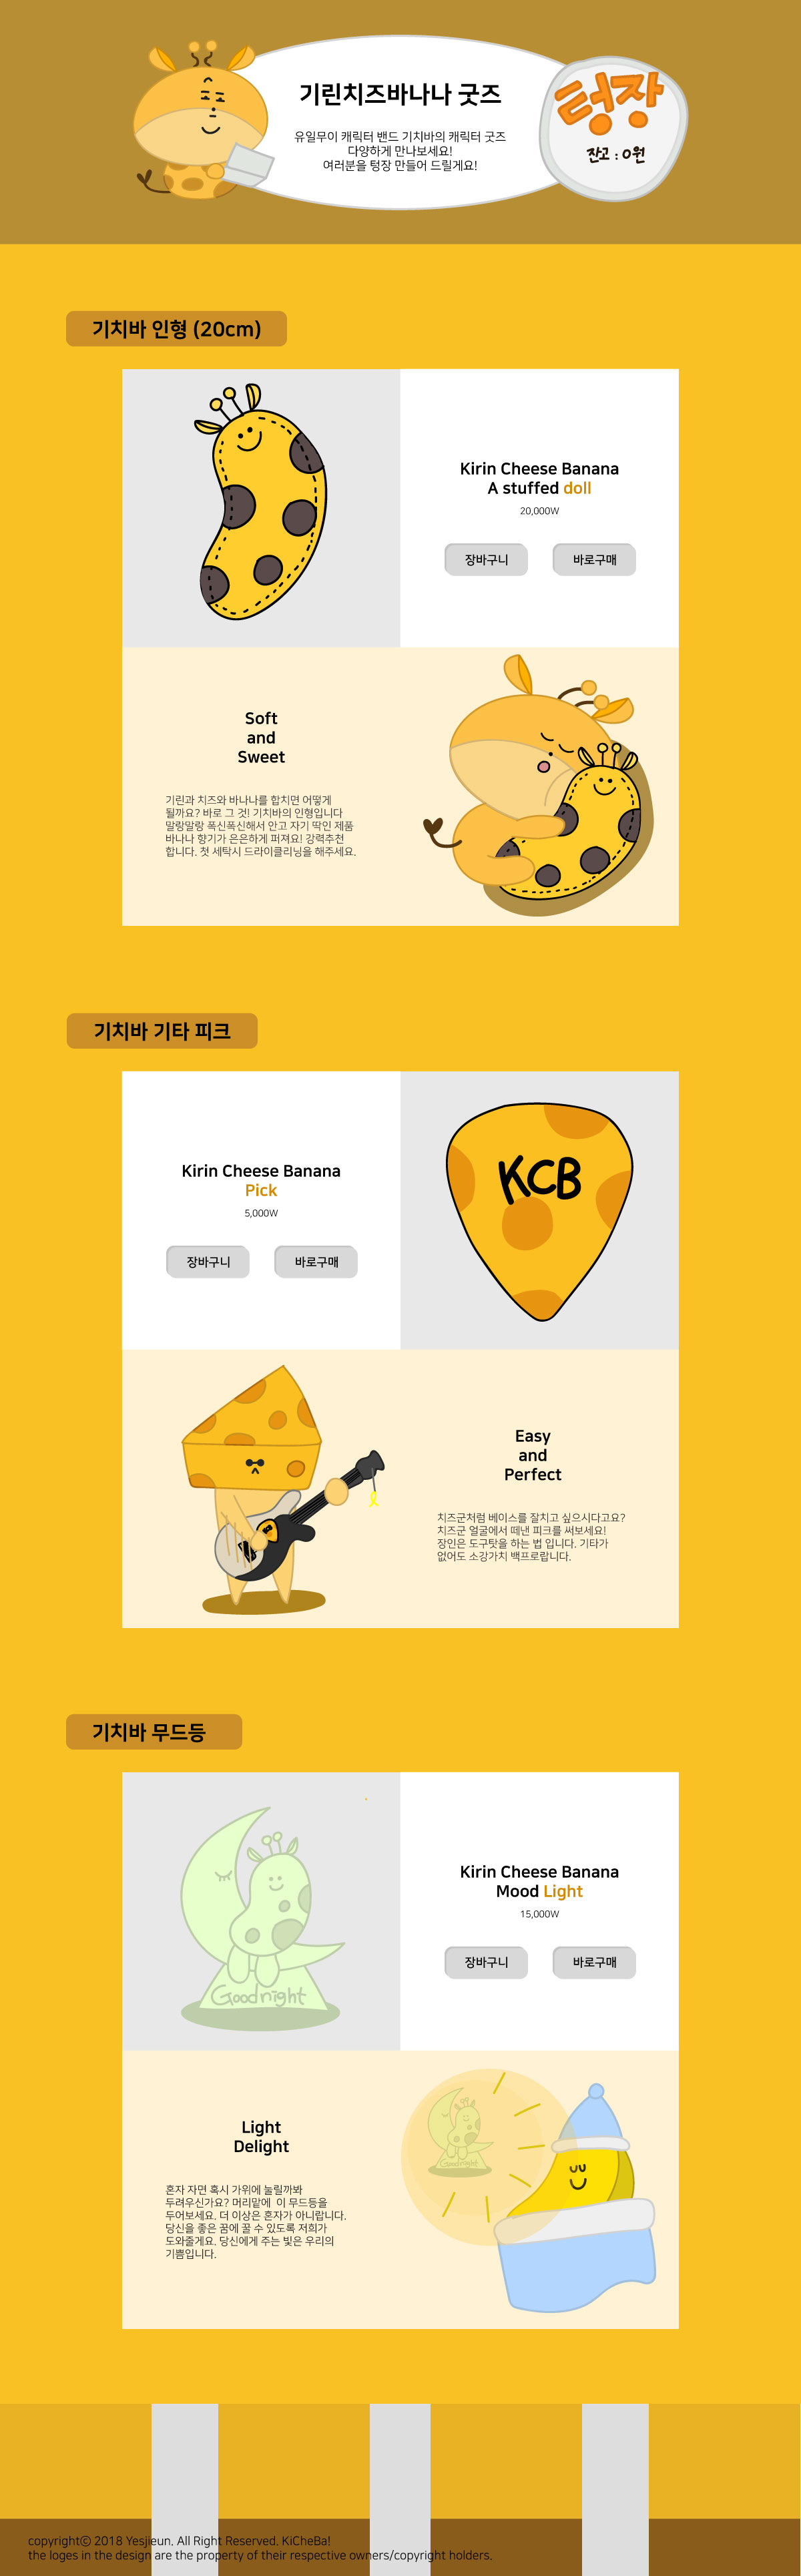 기린치즈바나나 굿즈
유일무이 캐릭터 밴드 기치바의 캐릭터 굿즈
다양하게 만나보세요!
여러분을 텅장 만들어 드릴게요!
텅장
잔고 : 0원
기치바 인형 (20cm)
Kirin Cheese Banana
A stuffed doll
20,000W
장바구니
바로구매
Soft
and
Sweet
기린과 치즈와 바나나를 합치면 어떻게
될까요? 바로 그 것! 기치바의 인형입니다
말랑말랑 폭신폭신해서 안고 자기 딱인 제품
바나나 향기가 은은하게 퍼져요! 강력추천
합니다. 첫 세탁시 드라이클리닝을 해주세요.
기치바 기타 피크
Kirin Cheese Banana
Pick
5,000W
장바구니
바로구매
KCB
Easy
and
Perfect
치즈군처럼 베이스를 잘치고 싶으시다고요?
치즈군 얼굴에서 떼낸 피크를 써보세요!
장인은 도구탓을 하는 법 입니다. 기타가
없어도 소강가치 백프로랍니다.
기치바 무드등
Goodnight
Kirin Cheese Banana
Mood Light
15,000W
장바구니
바로구매
Light
Delight
혼자 자면 혹시 가위에 눌릴까봐
두려우신가요? 머리맡에 이 무드등을
두어보세요. 더 이상은 혼자가 아니랍니다.
당신을 좋은 꿈에 꿀 수 있도록 저희가
도와줄게요. 당신에게 주는 빛은 우리의
기쁨입니다.
Goodnight
copyrightⓒ 2018 Yesjieun. All Right Reserved. KiCheBa!
the loges in the design are the property of their respective owners/copyright holders.